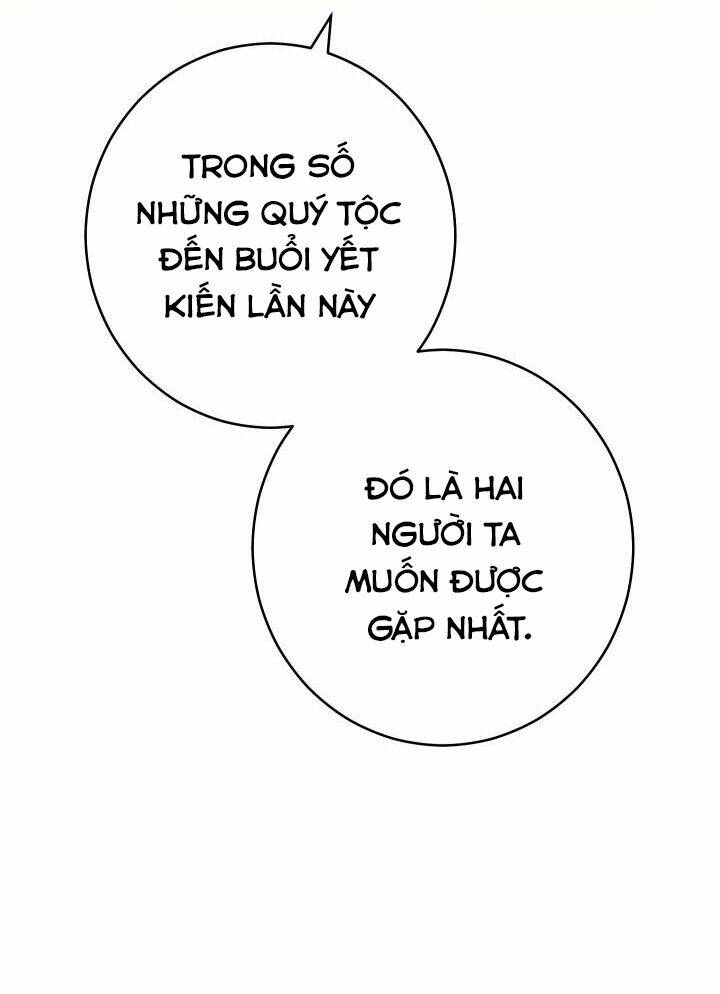 TRONG SỐ
NHỮNG QUÝ TỘC
ĐẾN BUỔI YẾT
KIẾN LẦN NÀY
ĐÓ LÀ HAI
NGƯỜI TA
MUỐN ĐƯỢC
GẶP NHẤT.